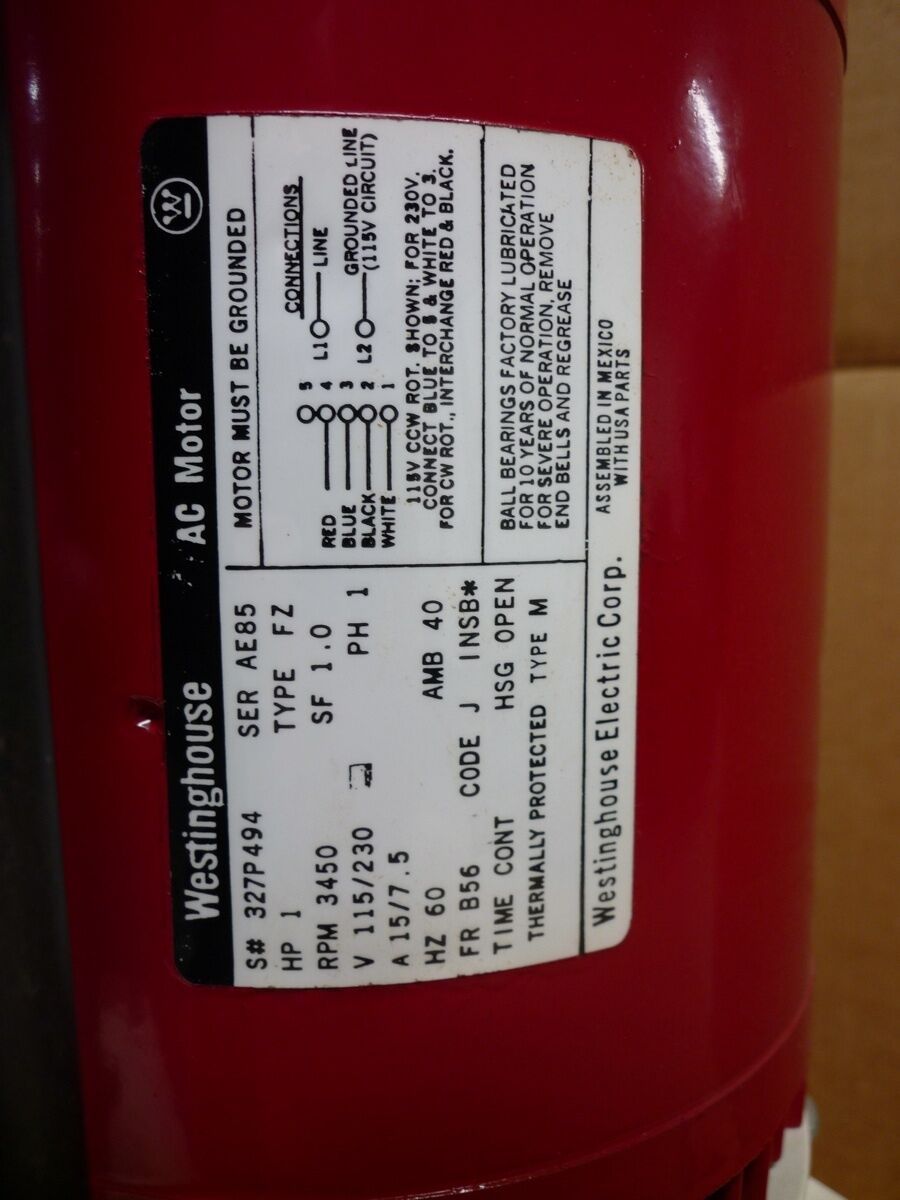 Westinghouse AC Motor W
S# 327P494 SER AE85
HP 1 TYPE FZ
RPM 3450 SF 1.0
V 115/230 PH 1
A 15/7.5
HZ 60 AMB 40
FR B56 CODE J INSB*
TIME CONT HSG OPEN
THERMALLY PROTECTED TYPE M
MOTOR MUST BE GROUNDED
CONNECTIONS
5 L1 LINE
RED 4
BLUE 3
BLACK 2 L2 GROUNDED LINE
WHITE 1 (115V CIRCUIT)
115V CCW ROT. SHOWN; FOR 230V,
CONNECT BLUE TO 5 & WHITE TO 3.
FOR CW ROT., INTERCHANGE RED & BLACK.
BALL BEARINGS FACTORY LUBRICATED
FOR 10 YEARS OF NORMAL OPERATION
FOR SEVERE OPERATION, REMOVE
END BELLS AND REGREASE
Westinghouse Electric Corp.
ASSEMBLED IN MEXICO
WITH USA PARTS